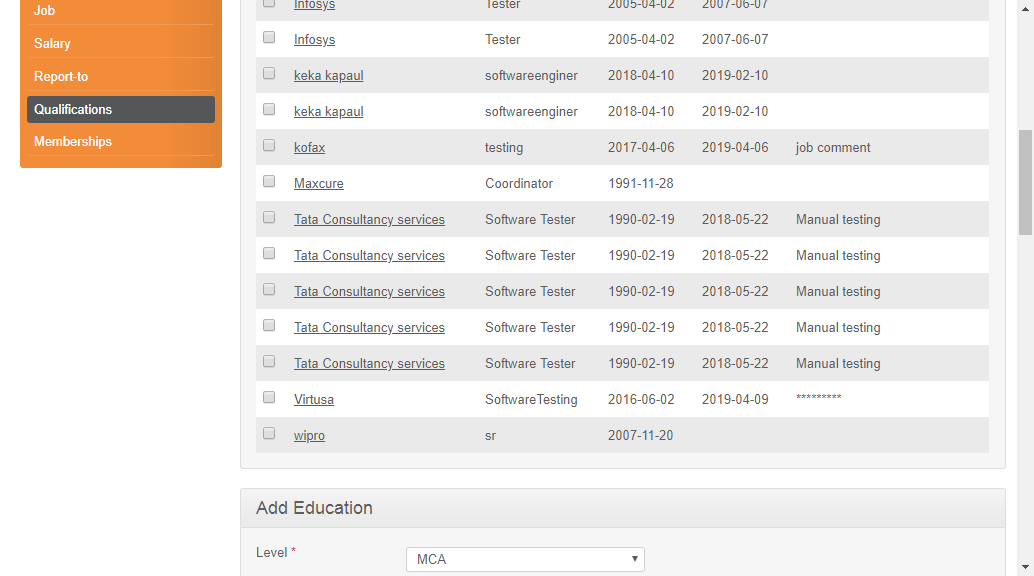 Job
Salary
Report-to
Qualifications
Memberships
Infosys Tester 2005-04-02 2007-06-07
Infosys Tester 2005-04-02 2007-06-07
keka kapaul softwareenginer 2018-04-10 2019-02-10
keka kapaul softwareenginer 2018-04-10 2019-02-10
kofax testing 2017-04-06 2019-04-06 job comment
Maxcure Coordinator 1991-11-28
Tata Consultancy services Software Tester 1990-02-19 2018-05-22 Manual testing
Tata Consultancy services Software Tester 1990-02-19 2018-05-22 Manual testing
Tata Consultancy services Software Tester 1990-02-19 2018-05-22 Manual testing
Tata Consultancy services Software Tester 1990-02-19 2018-05-22 Manual testing
Tata Consultancy services Software Tester 1990-02-19 2018-05-22 Manual testing
Virtusa SoftwareTesting 2016-06-02 2019-04-09 *********
wipro sr 2007-11-20
Add Education
Level * MCA